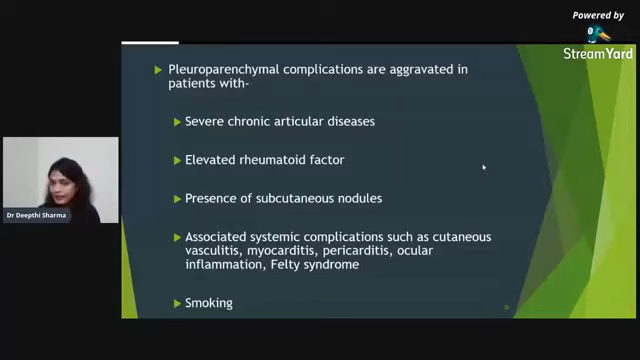 Powered by
StreamYard
Pleuroparenchymal complications are aggravated in
patients with-
Severe chronic articular diseases
Elevated rheumatoid factor
Presence of subcutaneous nodules
Associated systemic complications such as cutaneous
vasculitis, myocarditis, pericarditis, ocular
inflammation, Felty syndrome
Smoking
Dr Deepthi Sharma